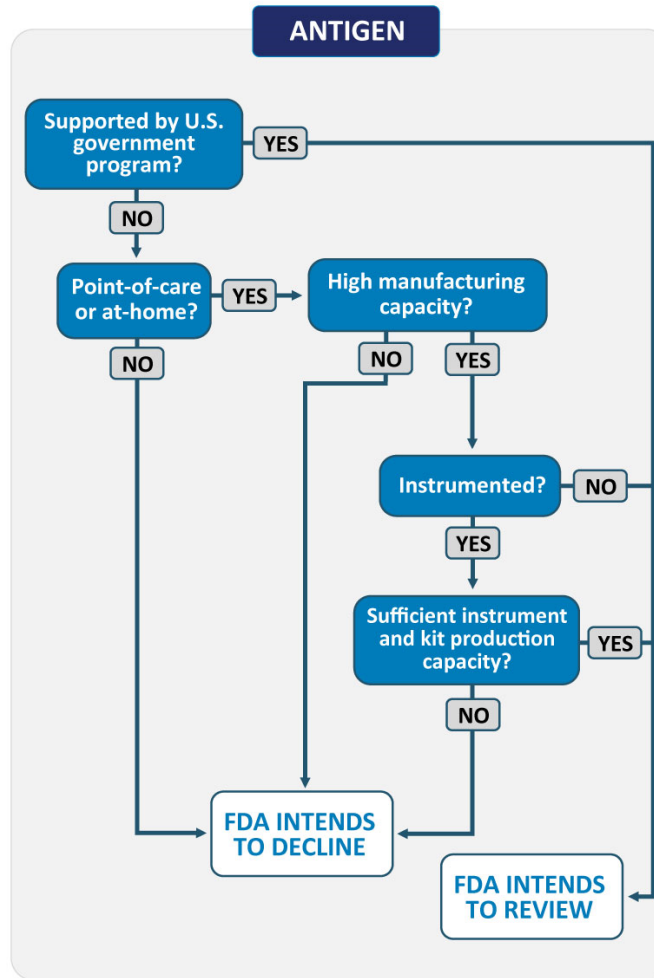 ANTIGEN
Supported by U.S.
government
program?
YES
NO
Point-of-care
or at-home?
YES
High manufacturing
capacity?
NO
NO
YES
Instrumented?
NO
YES
Sufficient instrument
and kit production
capacity?
YES
NO
FDA INTENDS
TO DECLINE
FDA INTENDS
TO REVIEW